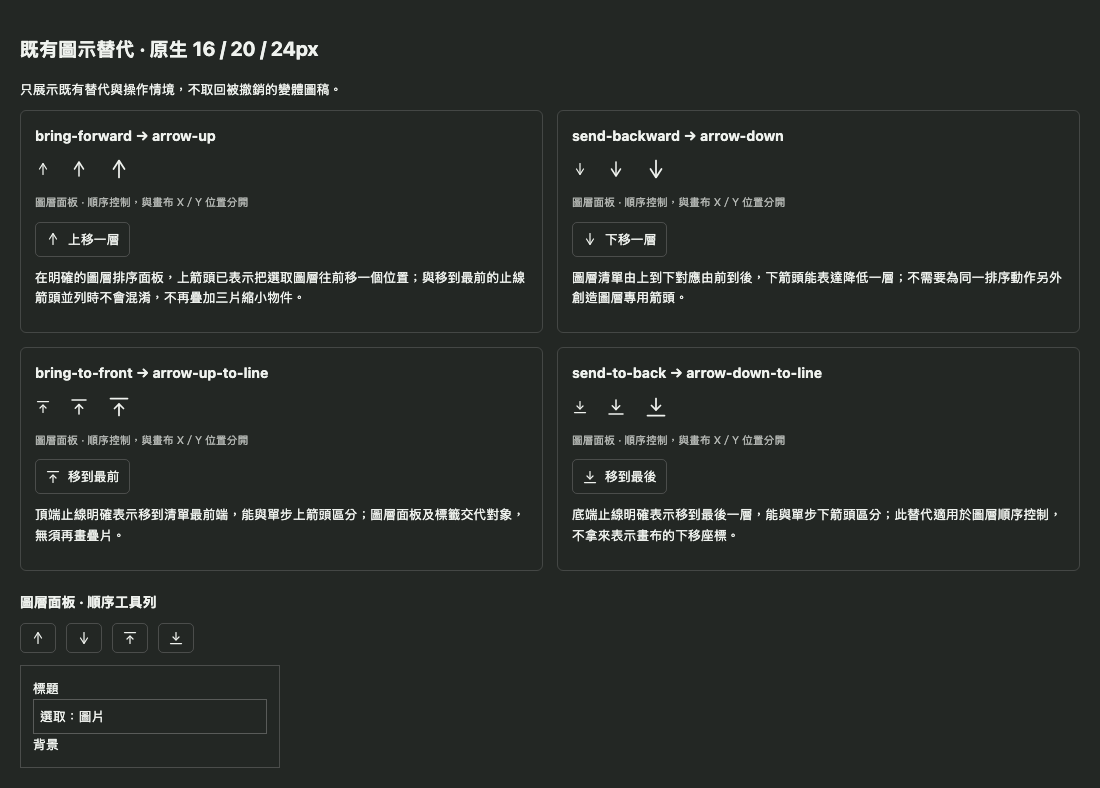 既有圖示替代 · 原生 16 / 20 / 24px
只展示既有替代與操作情境，不取回被撤銷的變體圖稿。
bring-forward → arrow-up
圖層面板 · 順序控制，與畫布 X / Y 位置分開
上移一層
在明確的圖層排序面板，上箭頭已表示把選取圖層往前移一個位置；與移到最前的止線
箭頭並列時不會混淆，不再疊加三片縮小物件。
send-backward → arrow-down
圖層面板 · 順序控制，與畫布 X / Y 位置分開
下移一層
圖層清單由上到下對應由前到後，下箭頭能表達降低一層；不需要為同一排序動作另外
創造圖層專用箭頭。
bring-to-front → arrow-up-to-line
圖層面板 · 順序控制，與畫布 X / Y 位置分開
移到最前
頂端止線明確表示移到清單最前端，能與單步上箭頭區分；圖層面板及標籤交代對象，
無須再畫疊片。
send-to-back → arrow-down-to-line
圖層面板 · 順序控制，與畫布 X / Y 位置分開
移到最後
底端止線明確表示移到最後一層，能與單步下箭頭區分；此替代適用於圖層順序控制，
不拿來表示畫布的下移座標。
圖層面板 · 順序工具列
標題
選取：圖片
背景